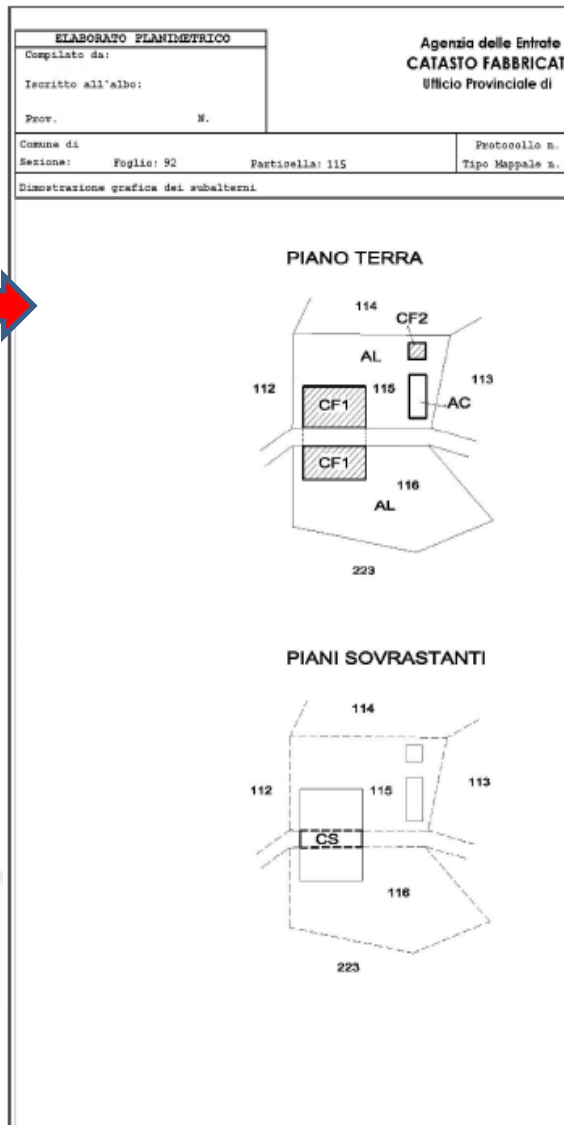 ELABORATO PLANIMETRICO
Compilato da:
Iscritto all'albo:
Prov. N.
Agenzia delle Entrate
CATASTO FABBRICAT
Ufficio Provinciale di
Comune di
Sezione: Foglio: 92 Particella: 115
Protocollo n.
Tipo Mappale n.
Dimostrazione grafica dei subalterni
PIANO TERRA
114
CF2
AL
112
CF1
115
113
AC
CF1
116
AL
223
PIANI SOVRASTANTI
114
112
115
113
CS
116
223